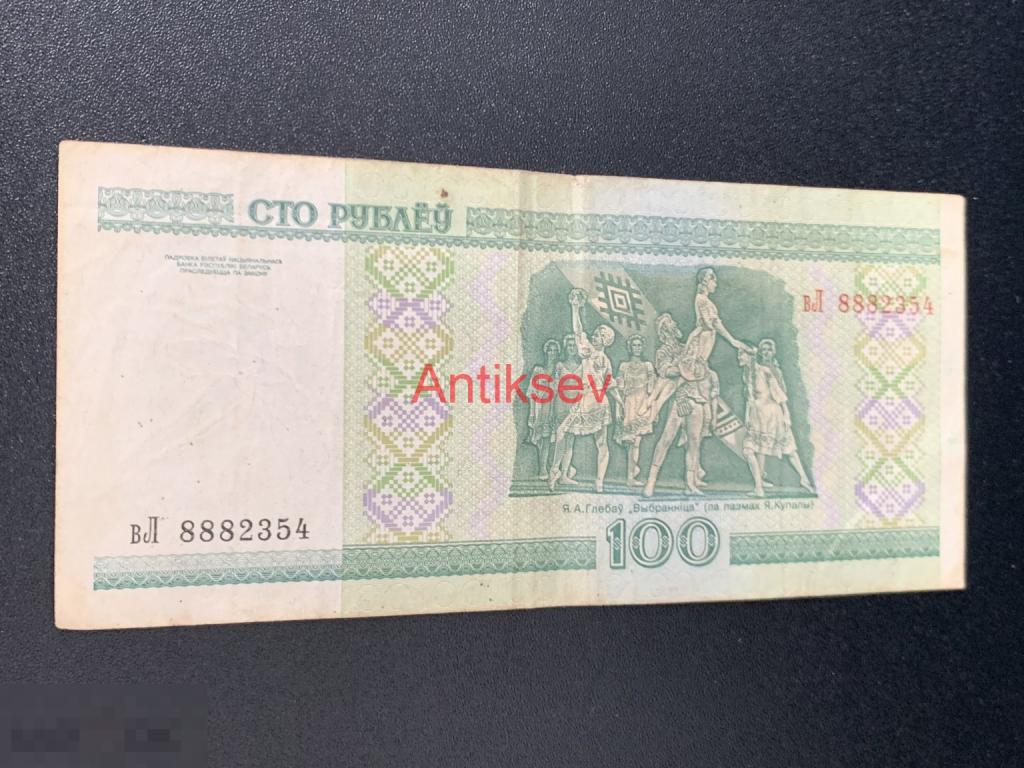 СТО РУБЛЁЎ
ПАДРОБКА БІЛЕТАЎ НАЦЫЯНАЛЬНАГА
БАНКА РЭСПУБЛІКІ БЕЛАРУСЬ
ПРАСЛЕДУЕЦЦА ПА ЗАКОНУ
вЛ 8882354
Antiksev
Я.А.Глебаў „Выбранніца" (па паэмах Я.Купалы)
вЛ 8882354
100